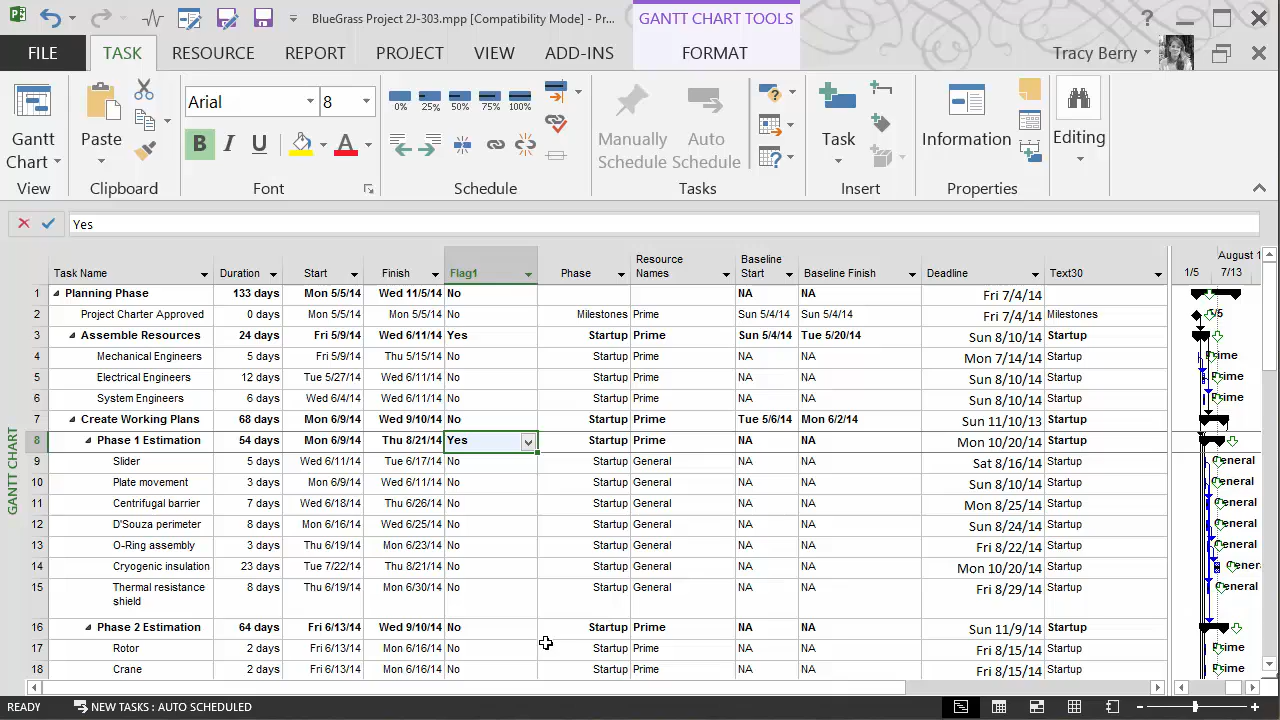 BlueGrass Project 2J-303.mpp [Compatibility Mode] - Pr...
GANTT CHART TOOLS
?
FILE TASK RESOURCE REPORT PROJECT VIEW ADD-INS FORMAT Tracy Berry
Gantt Chart
Paste
Arial 8
B I U A
0% 25% 50% 75% 100%
Manually Schedule
Auto Schedule
Task
Information
Editing
View Clipboard Font Schedule Tasks Insert Properties
Yes
Task Name Duration Start Finish Flag1 Phase Resource Names Baseline Start Baseline Finish Deadline Text30
August 1
1/5 7/13
1 Planning Phase 133 days Mon 5/5/14 Wed 11/5/14 No NA NA Fri 7/4/14
2 Project Charter Approved 0 days Mon 5/5/14 Mon 5/5/14 No Milestones Prime Sun 5/4/14 Sun 5/4/14 Fri 7/4/14 Milestones
3 Assemble Resources 24 days Fri 5/9/14 Wed 6/11/14 Yes Startup Prime Sun 5/4/14 Tue 5/20/14 Sun 8/10/14 Startup
4 Mechanical Engineers 5 days Fri 5/9/14 Thu 5/15/14 No Startup Prime NA NA Mon 7/14/14 Startup Prime
5 Electrical Engineers 12 days Tue 5/27/14 Wed 6/11/14 No Startup Prime NA NA Sun 8/10/14 Startup Prime
6 System Engineers 6 days Wed 6/4/14 Wed 6/11/14 No Startup Prime NA NA Sun 8/10/14 Startup Prime
7 Create Working Plans 68 days Mon 6/9/14 Wed 9/10/14 No Startup Prime Tue 5/6/14 Mon 6/2/14 Sun 11/10/13 Startup
8 Phase 1 Estimation 54 days Mon 6/9/14 Thu 8/21/14 Yes Startup Prime NA NA Mon 10/20/14 Startup
9 Slider 5 days Wed 6/11/14 Tue 6/17/14 No Startup General NA NA Sat 8/16/14 Startup General
10 Plate movement 3 days Mon 6/9/14 Wed 6/11/14 No Startup General NA NA Sun 8/10/14 Startup General
11 Centrifugal barrier 7 days Wed 6/18/14 Thu 6/26/14 No Startup General NA NA Mon 8/25/14 Startup General
12 D'Souza perimeter 8 days Mon 6/16/14 Wed 6/25/14 No Startup General NA NA Sun 8/24/14 Startup General
13 O-Ring assembly 3 days Thu 6/19/14 Mon 6/23/14 No Startup General NA NA Fri 8/22/14 Startup General
14 Cryogenic insulation 23 days Tue 7/22/14 Thu 8/21/14 No Startup General NA NA Mon 10/20/14 Startup
15 Thermal resistance shield 8 days Thu 6/19/14 Mon 6/30/14 No Startup General NA NA Fri 8/29/14 Startup General
16 Phase 2 Estimation 64 days Fri 6/13/14 Wed 9/10/14 No Startup Prime NA NA Sun 11/9/14 Startup
17 Rotor 2 days Fri 6/13/14 Mon 6/16/14 No Startup Prime NA NA Fri 8/15/14 Startup Prime
18 Crane 2 days Fri 6/13/14 Mon 6/16/14 No Startup Prime NA NA Fri 8/15/14 Startup Prime
GANTT CHART
READY NEW TASKS : AUTO SCHEDULED